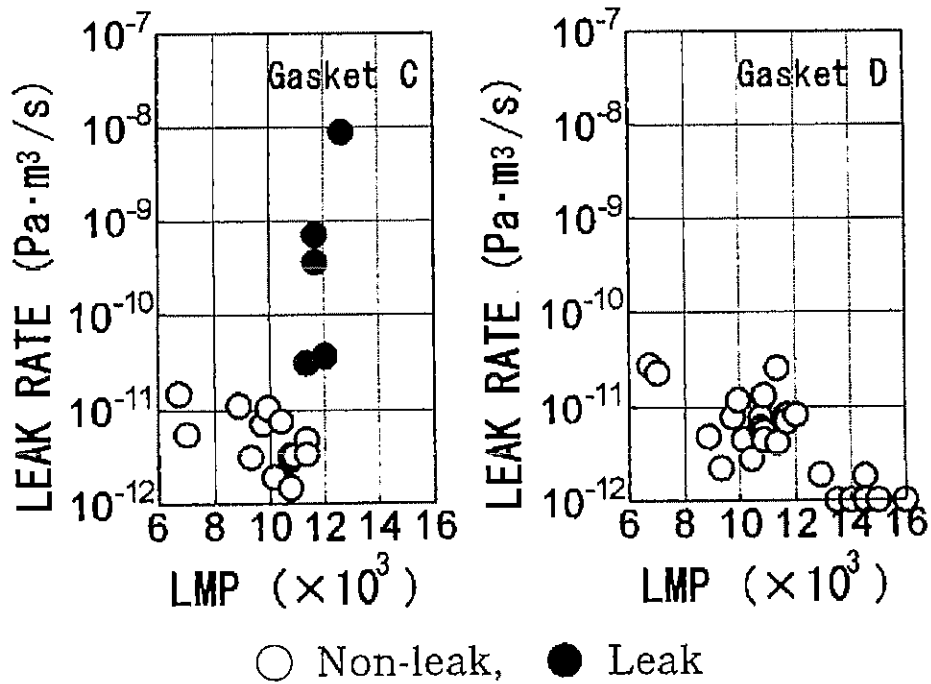 Gasket C
LEAK RATE (Pa·m³/s)
10⁻⁷
10⁻⁸
10⁻⁹
10⁻¹⁰
10⁻¹¹
10⁻¹²
6 8 10 12 14 16
LMP (×10³)
Gasket D
LEAK RATE (Pa·m³/s)
10⁻⁷
10⁻⁸
10⁻⁹
10⁻¹⁰
10⁻¹¹
10⁻¹²
6 8 10 12 14 16
LMP (×10³)
Non-leak, Leak